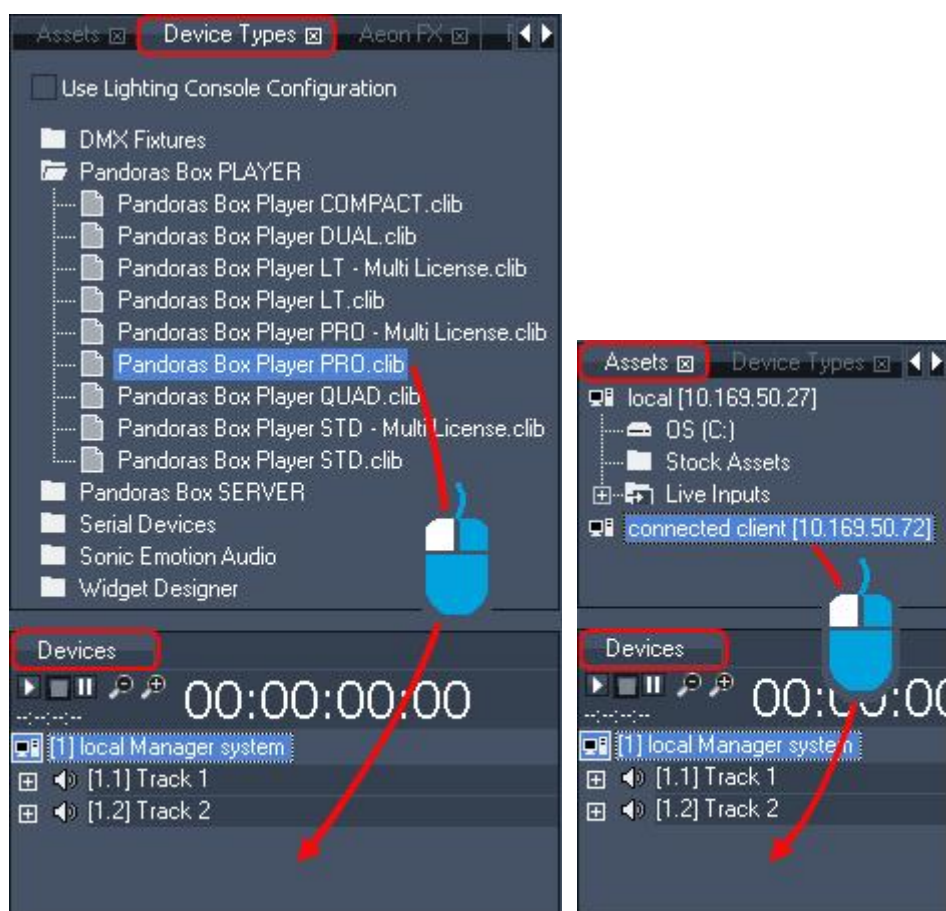 Assets Device Types Aeon FX
Use Lighting Console Configuration
DMX Fixtures
Pandoras Box PLAYER
Pandoras Box Player COMPACT.clib
Pandoras Box Player DUAL.clib
Pandoras Box Player LT - Multi License.clib
Pandoras Box Player LT.clib
Pandoras Box Player PRO - Multi License.clib
Pandoras Box Player PRO.clib
Pandoras Box Player QUAD.clib
Pandoras Box Player STD - Multi License.clib
Pandoras Box Player STD.clib
Pandoras Box SERVER
Serial Devices
Sonic Emotion Audio
Widget Designer
Devices
00:00:00:00
--:--:--:--
[1] local Manager system
[1.1] Track 1
[1.2] Track 2
Assets Device Types
local [10.169.50.27]
OS (C:)
Stock Assets
Live Inputs
connected client [10.169.50.72]
Devices
--:--:--:--
[1] local Manager system
[1.1] Track 1
[1.2] Track 2